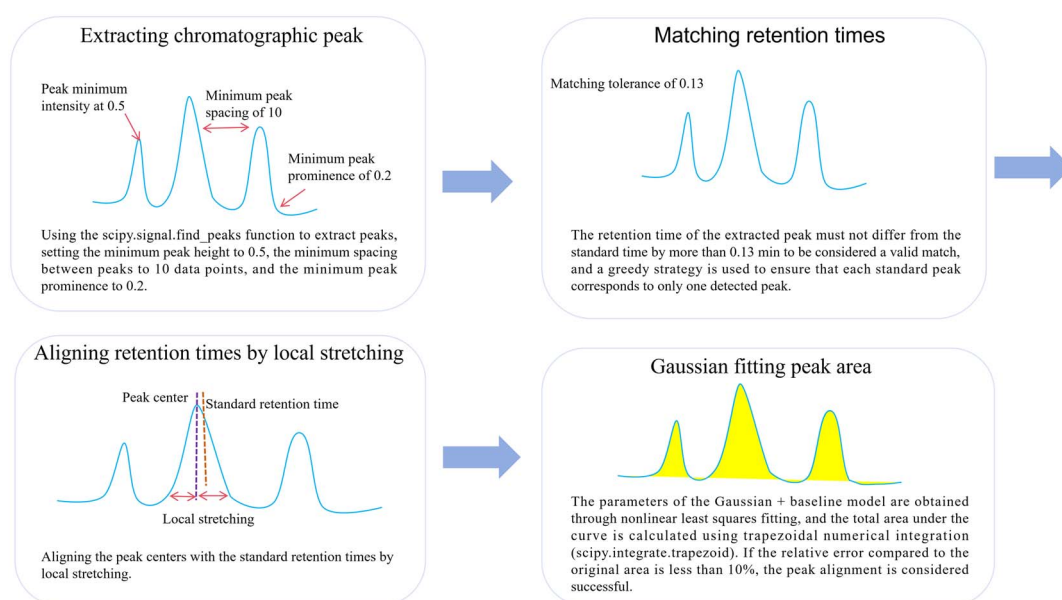 Extracting chromatographic peak
Peak minimum
intensity at 0.5
Minimum peak
spacing of 10
Minimum peak
prominence of 0.2
Using the scipy.signal.find_peaks function to extract peaks,
setting the minimum peak height to 0.5, the minimum spacing
between peaks to 10 data points, and the minimum peak
prominence to 0.2.
Matching retention times
Matching tolerance of 0.13
The retention time of the extracted peak must not differ from the
standard time by more than 0.13 min to be considered a valid match,
and a greedy strategy is used to ensure that each standard peak
corresponds to only one detected peak.
Aligning retention times by local stretching
Peak center
Standard retention time
Local stretching
Aligning the peak centers with the standard retention times by
local stretching.
Gaussian fitting peak area
The parameters of the Gaussian + baseline model are obtained
through nonlinear least squares fitting, and the total area under the
curve is calculated using trapezoidal numerical integration
(scipy.integrate.trapezoid). If the relative error compared to the
original area is less than 10%, the peak alignment is considered
successful.